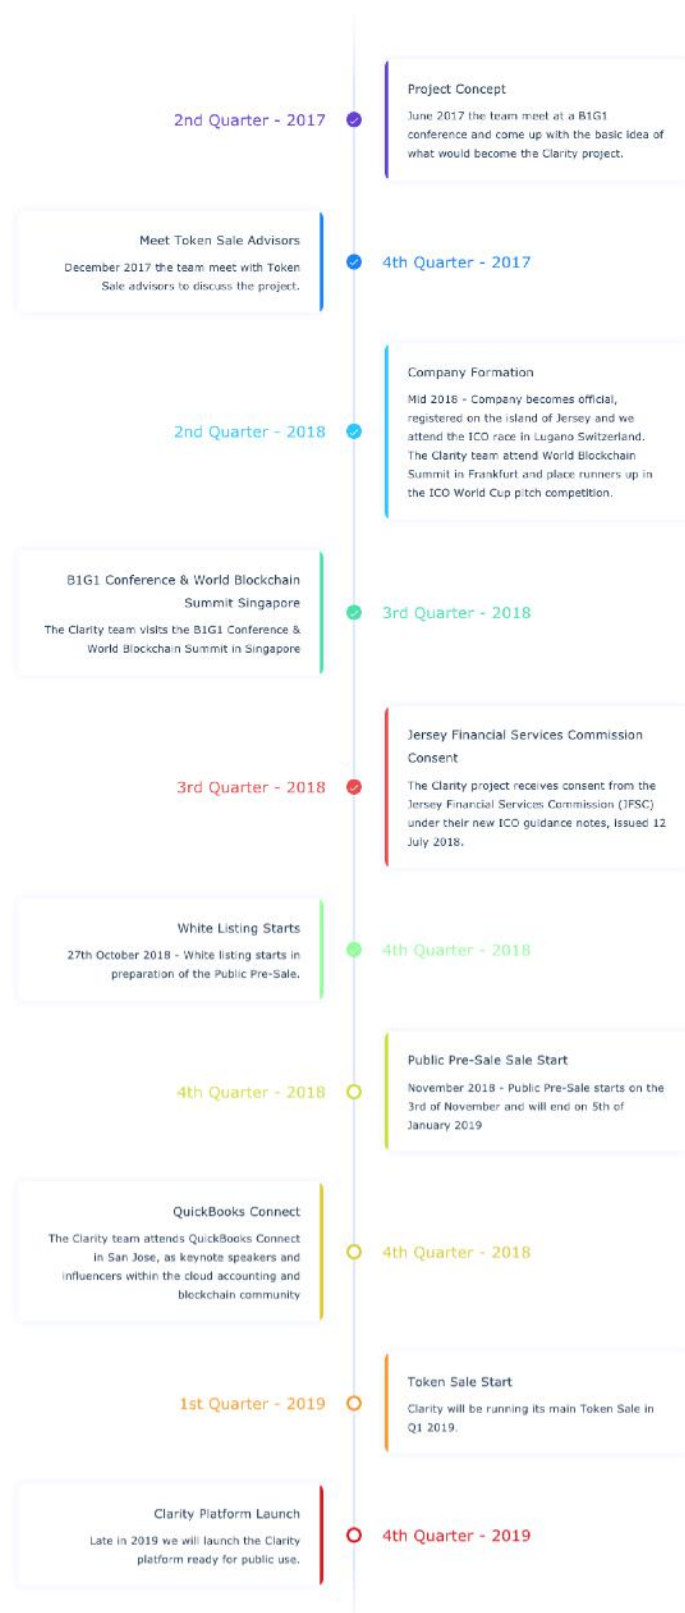 Project Concept
2nd Quarter - 2017
June 2017 the team meet at a B1G1
conference and come up with the basic idea of
what would become the Clarity project.
Meet Token Sale Advisors
December 2017 the team meet with Token
Sale advisors to discuss the project.
4th Quarter - 2017
Company Formation
Mid 2018 - Company becomes official,
registered on the island of Jersey and we
attend the ICO race in Lugano Switzerland.
The Clarity team attend World Blockchain
Summit in Frankfurt and place runners up in
the ICO World Cup pitch competition.
2nd Quarter - 2018
B1G1 Conference & World Blockchain
Summit Singapore
The Clarity team visits the B1G1 Conference &
World Blockchain Summit in Singapore
3rd Quarter - 2018
Jersey Financial Services Commission
Consent
The Clarity project receives consent from the
Jersey Financial Services Commission (JFSC)
under their new ICO guidance notes, issued 12
July 2018.
3rd Quarter - 2018
White Listing Starts
27th October 2018 - White listing starts in
preparation of the Public Pre-Sale.
4th Quarter - 2018
Public Pre-Sale Sale Start
November 2018 - Public Pre-Sale starts on the
3rd of November and will end on 5th of
January 2019
4th Quarter - 2018
QuickBooks Connect
The Clarity team attends QuickBooks Connect
in San Jose, as keynote speakers and
influencers within the cloud accounting and
blockchain community
4th Quarter - 2018
Token Sale Start
Clarity will be running its main Token Sale in
Q1 2019.
1st Quarter - 2019
Clarity Platform Launch
Late in 2019 we will launch the Clarity
platform ready for public use.
4th Quarter - 2019